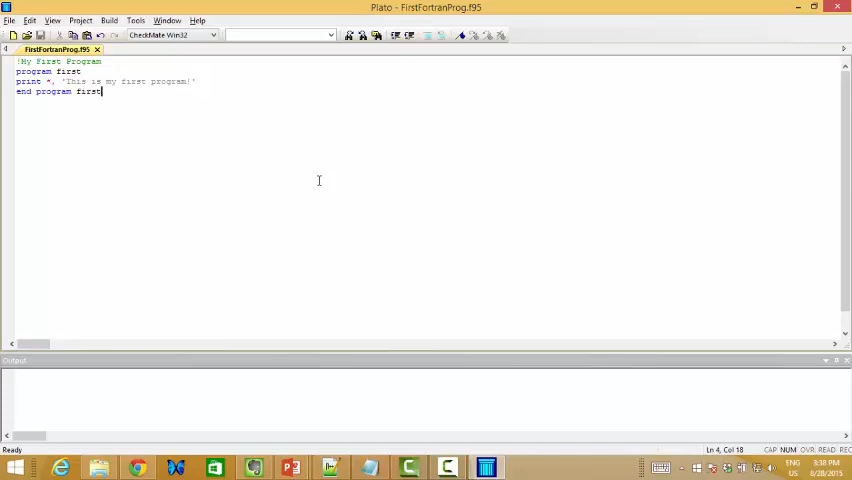 Plato - FirstFortranProg.f95
File Edit View Project Build Tools Window Help
CheckMate Win32
FirstFortranProg.f95
!My First Program
program first
print *, 'This is my first program!'
end program first
Output
Ready
Ln 4, Col 18
CAP NUM OVR READ REC
ENG
US
3:38 PM
8/28/2015